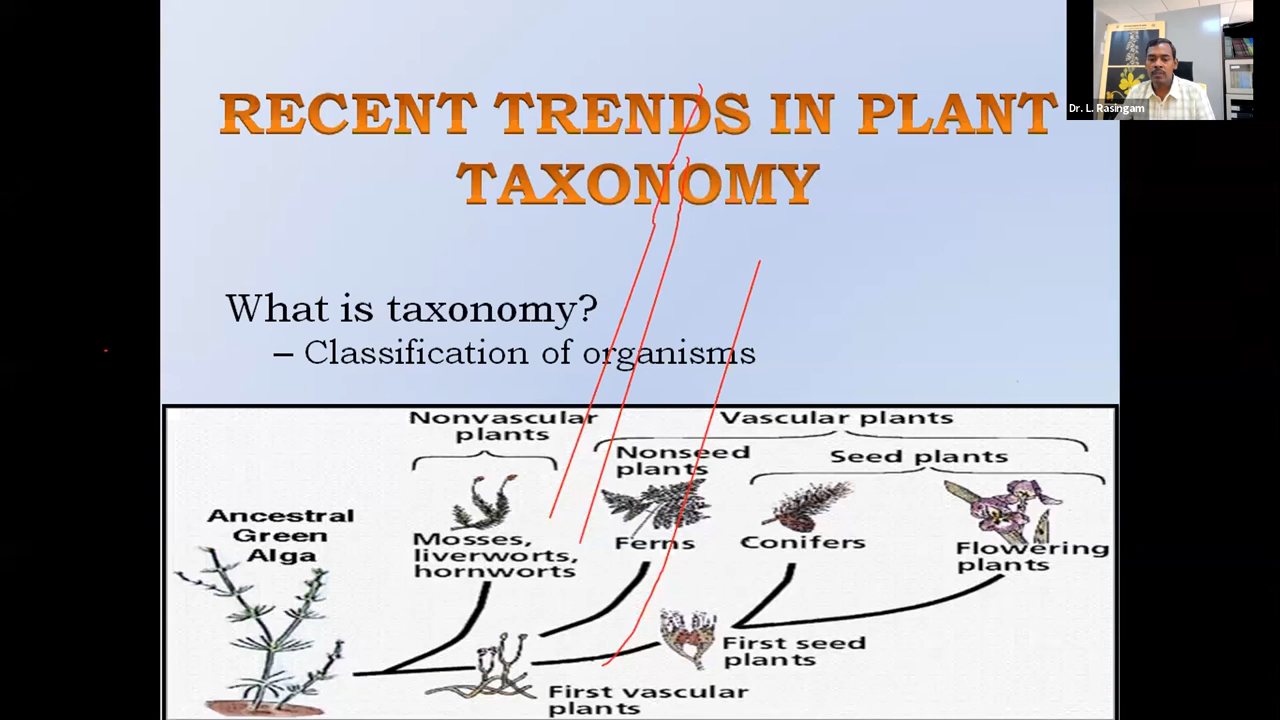 RECENT TRENDS IN PLANT
TAXONOMY
Dr. L. Rasingam
What is taxonomy?
– Classification of organisms
Nonvascular
plants
Vascular plants
Nonseed
plants
Seed plants
Ancestral
Green
Alga
Mosses,
liverworts,
hornworts
Ferns
Conifers
Flowering
plants
First seed
plants
First vascular
plants